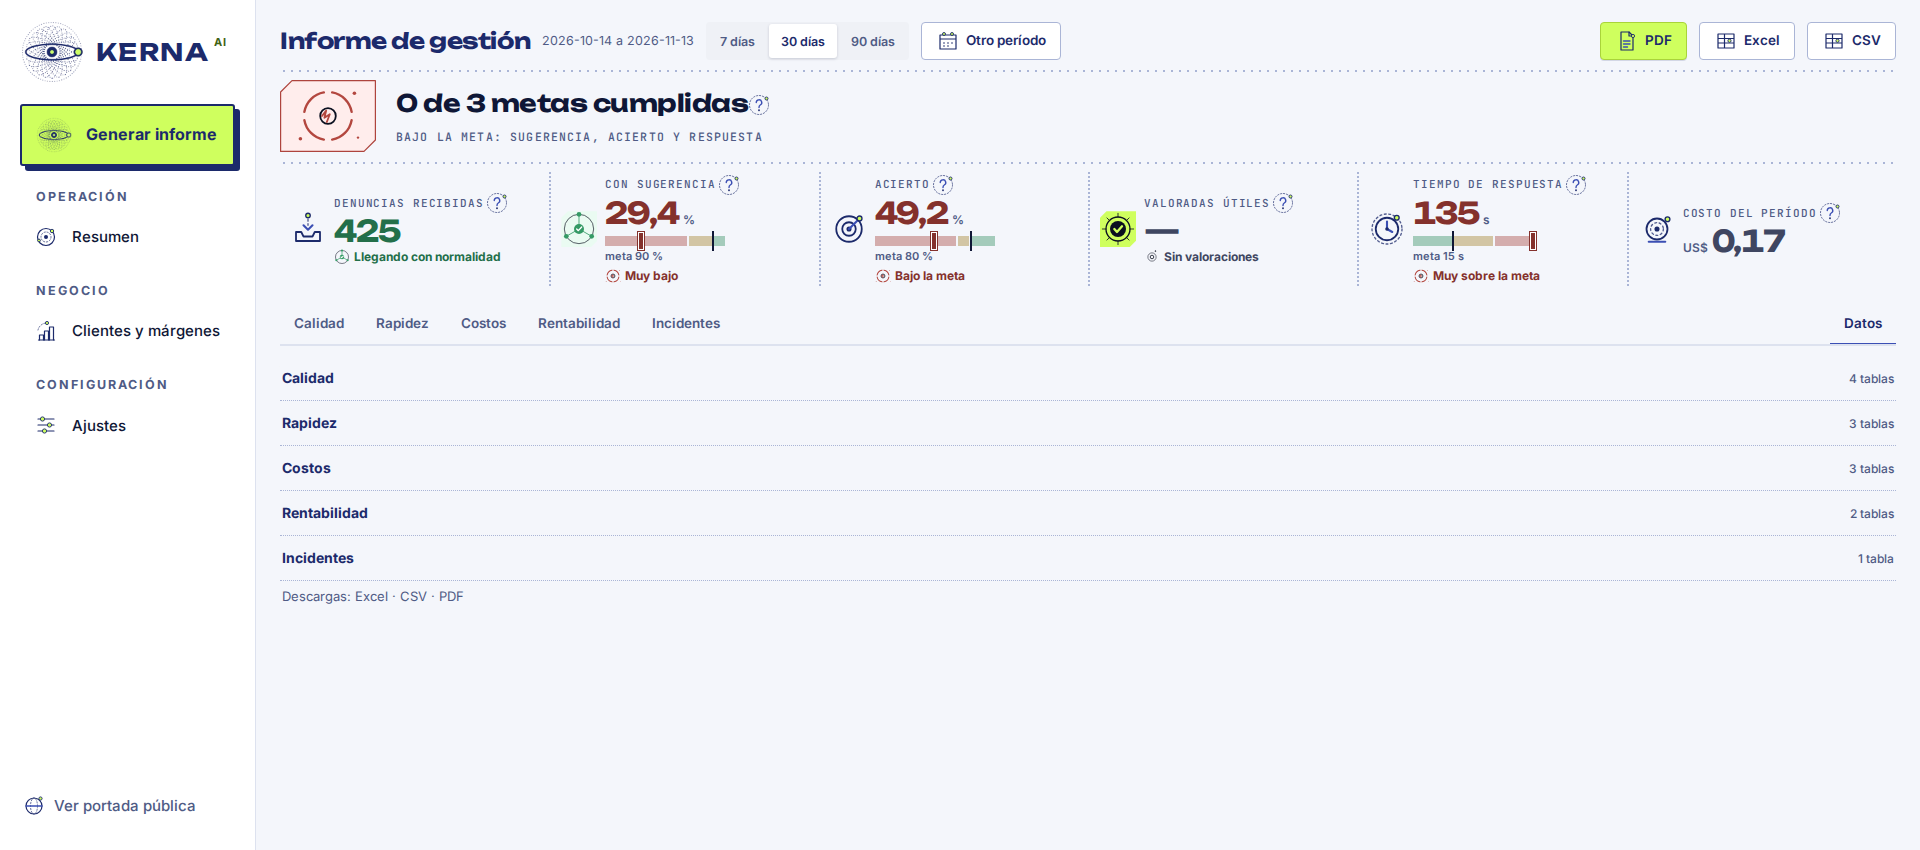 KERNA AI
Generar informe
OPERACIÓN
Resumen
NEGOCIO
Clientes y márgenes
CONFIGURACIÓN
Ajustes
Ver portada pública
Informe de gestión 2026-10-14 a 2026-11-13 7 días 30 días 90 días Otro período PDF Excel CSV
0 de 3 metas cumplidas ?
BAJO LA META: SUGERENCIA, ACIERTO Y RESPUESTA
DENUNCIAS RECIBIDAS ?
425
Llegando con normalidad
CON SUGERENCIA ?
29,4 %
meta 90 %
Muy bajo
ACIERTO ?
49,2 %
meta 80 %
Bajo la meta
VALORADAS ÚTILES ?
—
Sin valoraciones
TIEMPO DE RESPUESTA ?
135 s
meta 15 s
Muy sobre la meta
COSTO DEL PERÍODO ?
US$ 0,17
Calidad Rapidez Costos Rentabilidad Incidentes Datos
Calidad 4 tablas
Rapidez 3 tablas
Costos 3 tablas
Rentabilidad 2 tablas
Incidentes 1 tabla
Descargas: Excel · CSV · PDF